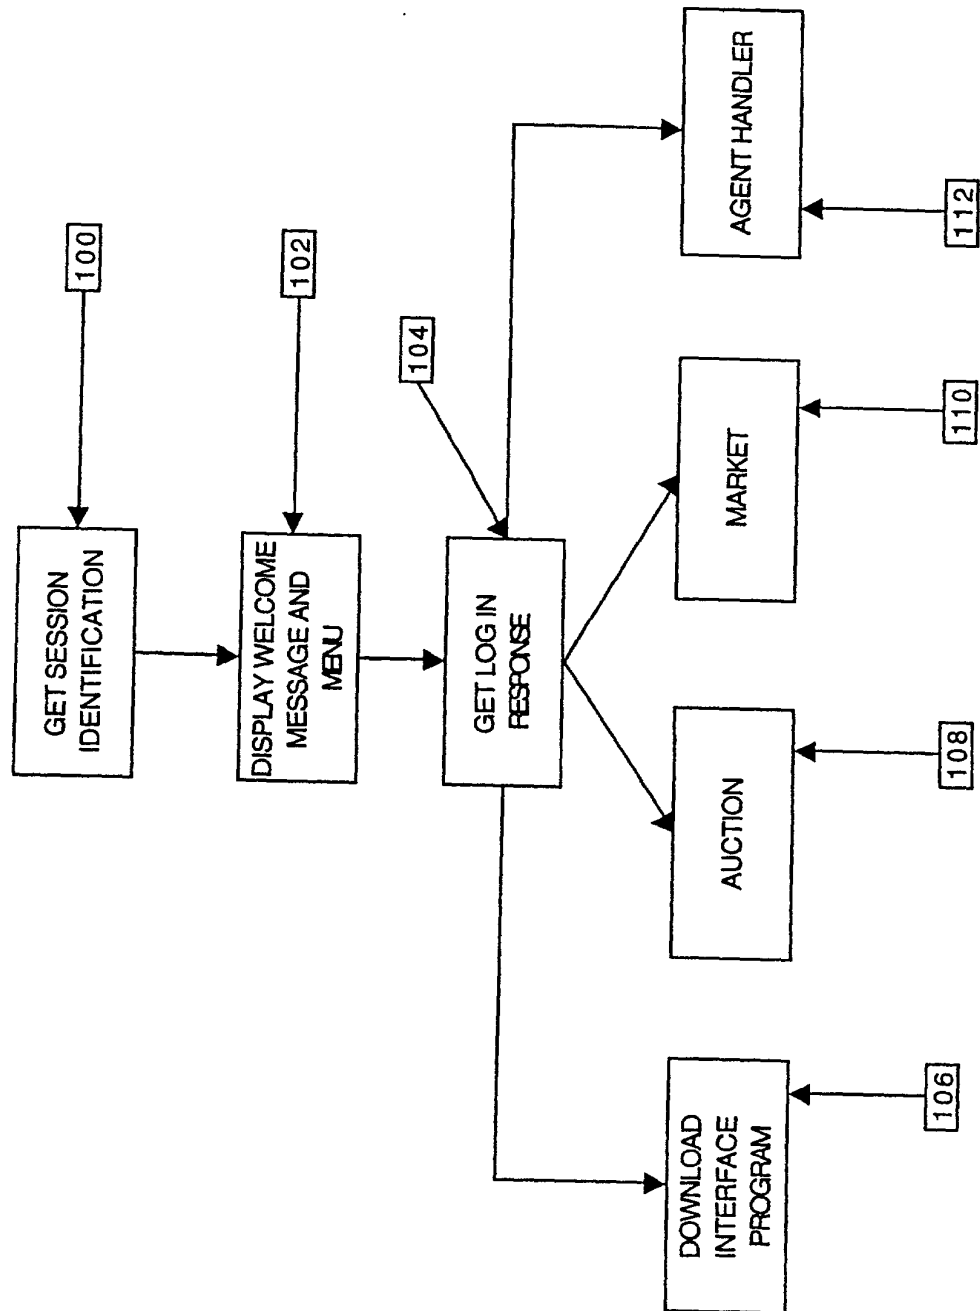 GET SESSION
IDENTIFICATION
100
DISPLAY WELCOME
MESSAGE AND
MENU
102
GET LOG IN
RESPONSE
104
DOWNLOAD
INTERFACE
PROGRAM
106
AUCTION
108
MARKET
110
AGENT HANDLER
112